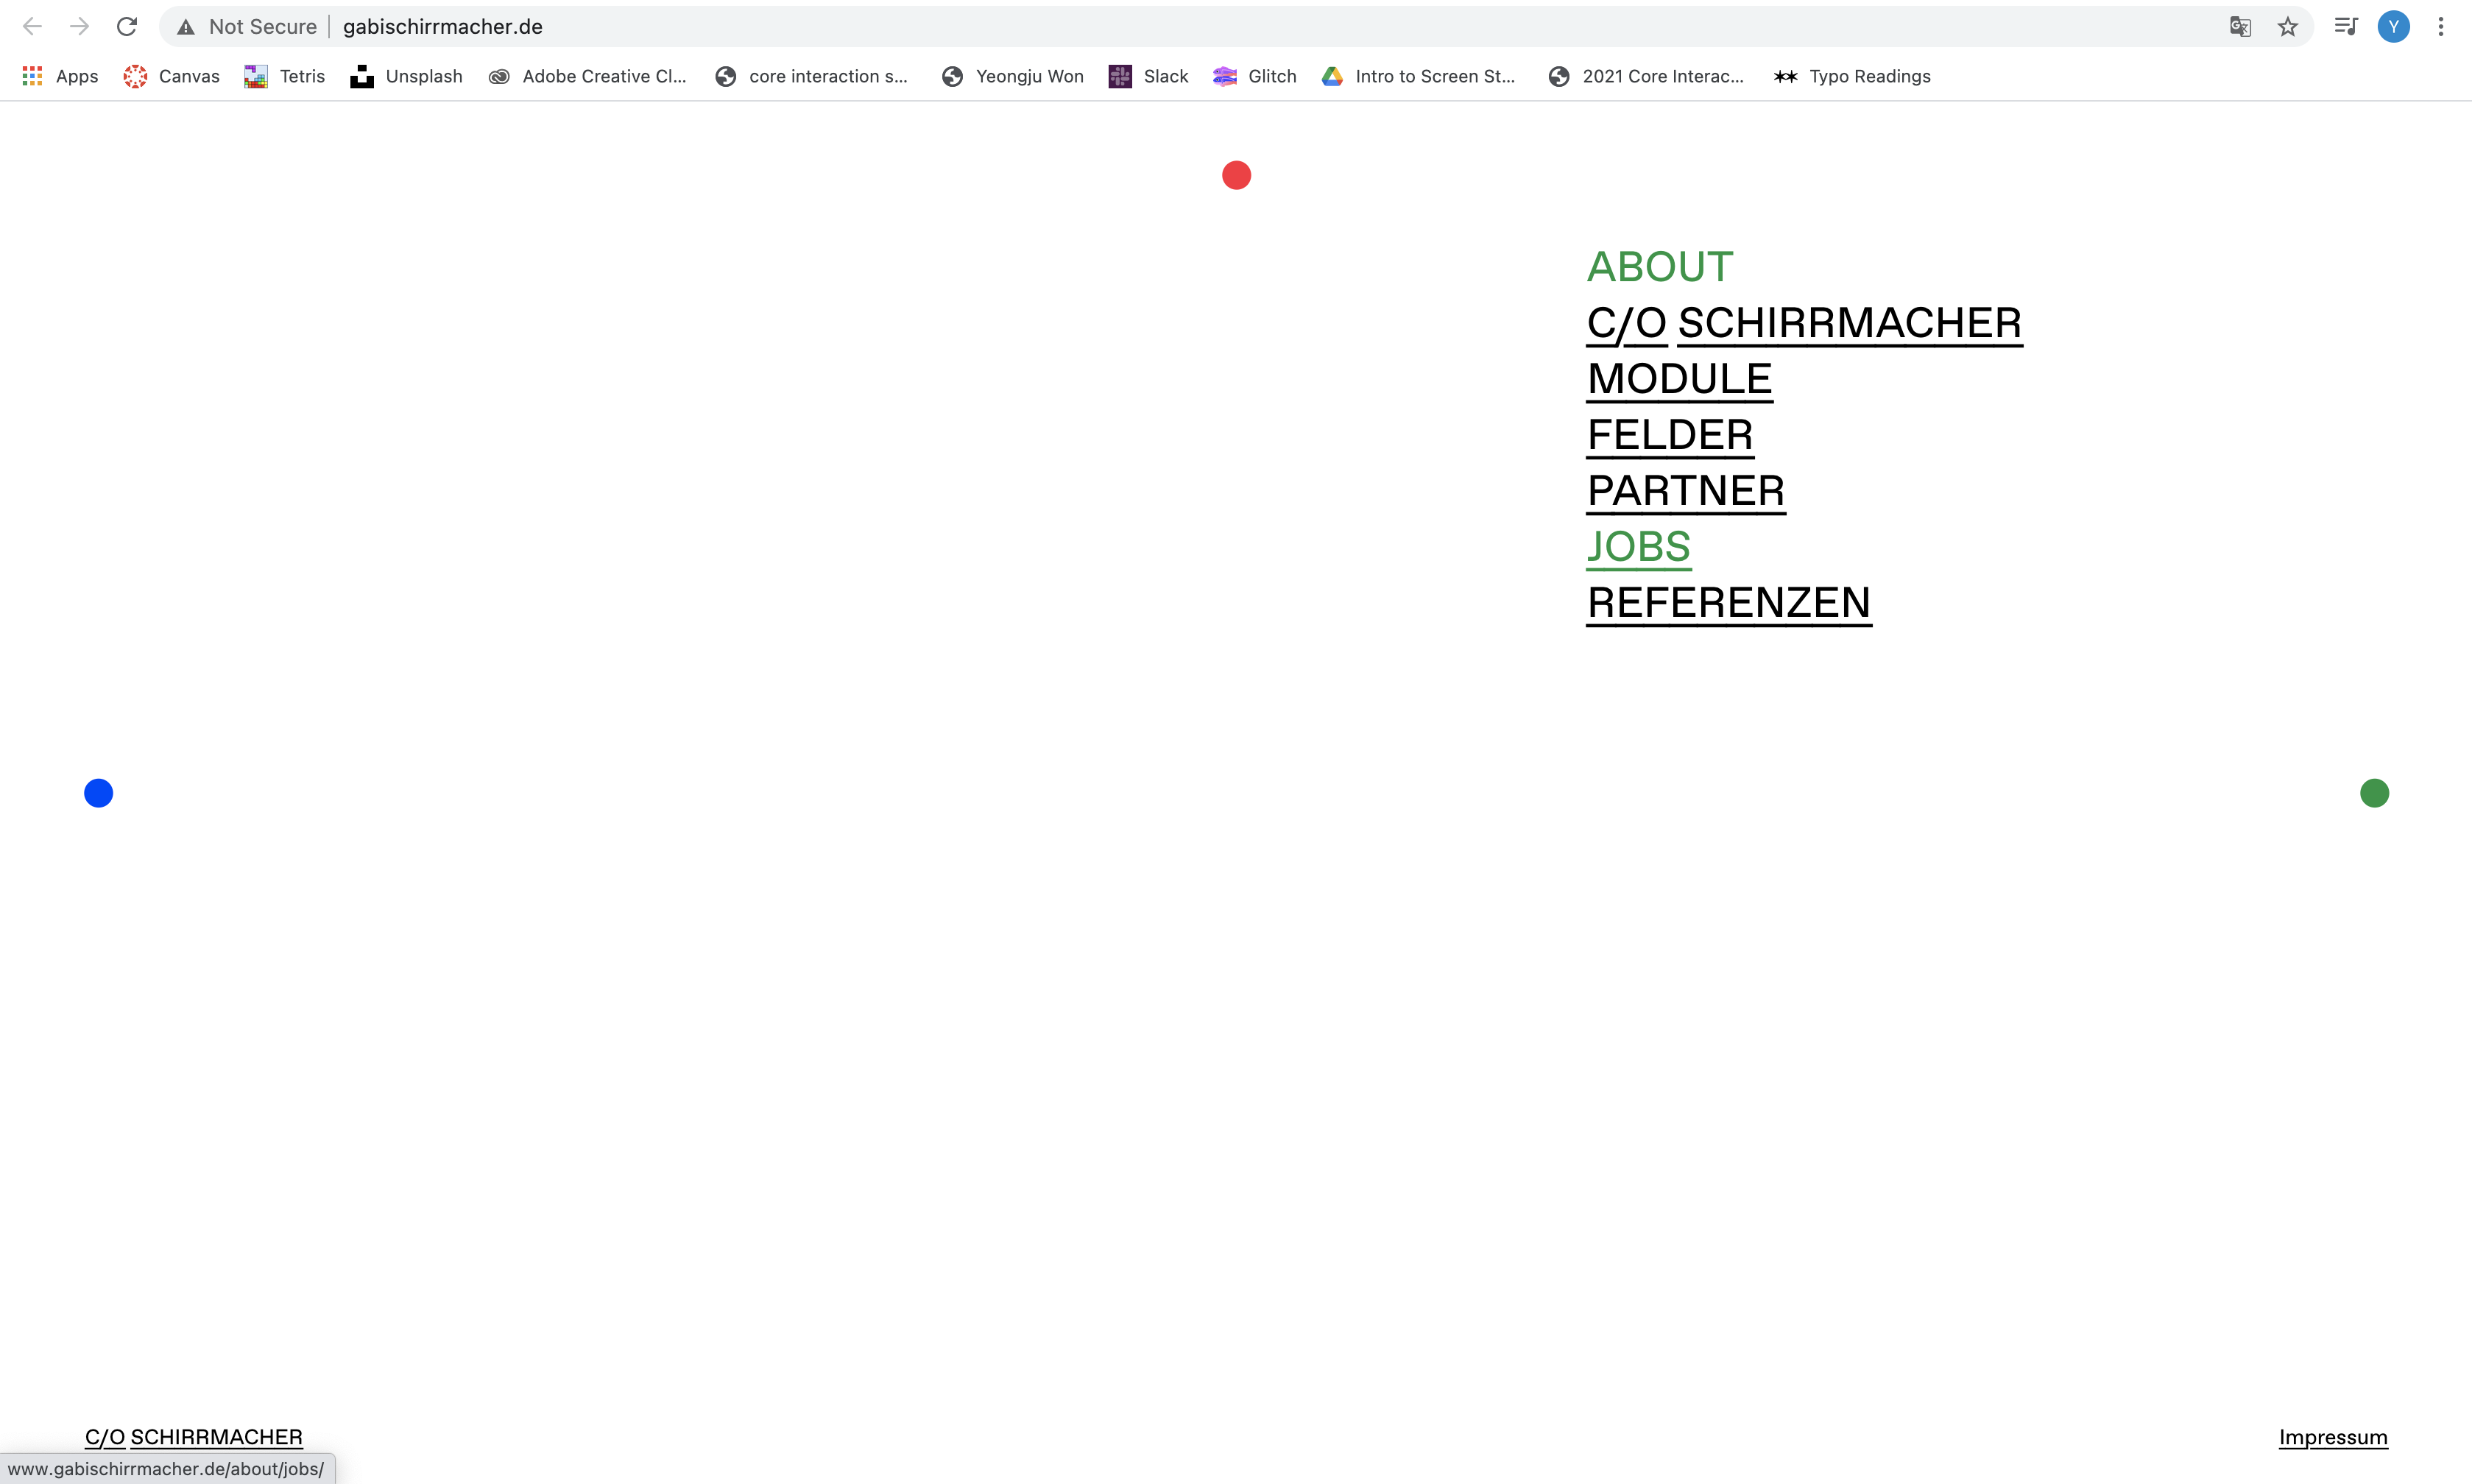 Not Secure | gabischirrmacher.de
Y
Apps Canvas Tetris Unsplash Adobe Creative Cl... core interaction s... Yeongju Won Slack Glitch Intro to Screen St... 2021 Core Interac... Typo Readings
ABOUT
C/O SCHIRRMACHER
MODULE
FELDER
PARTNER
JOBS
REFERENZEN
C/O SCHIRRMACHER
Impressum
www.gabischirrmacher.de/about/jobs/